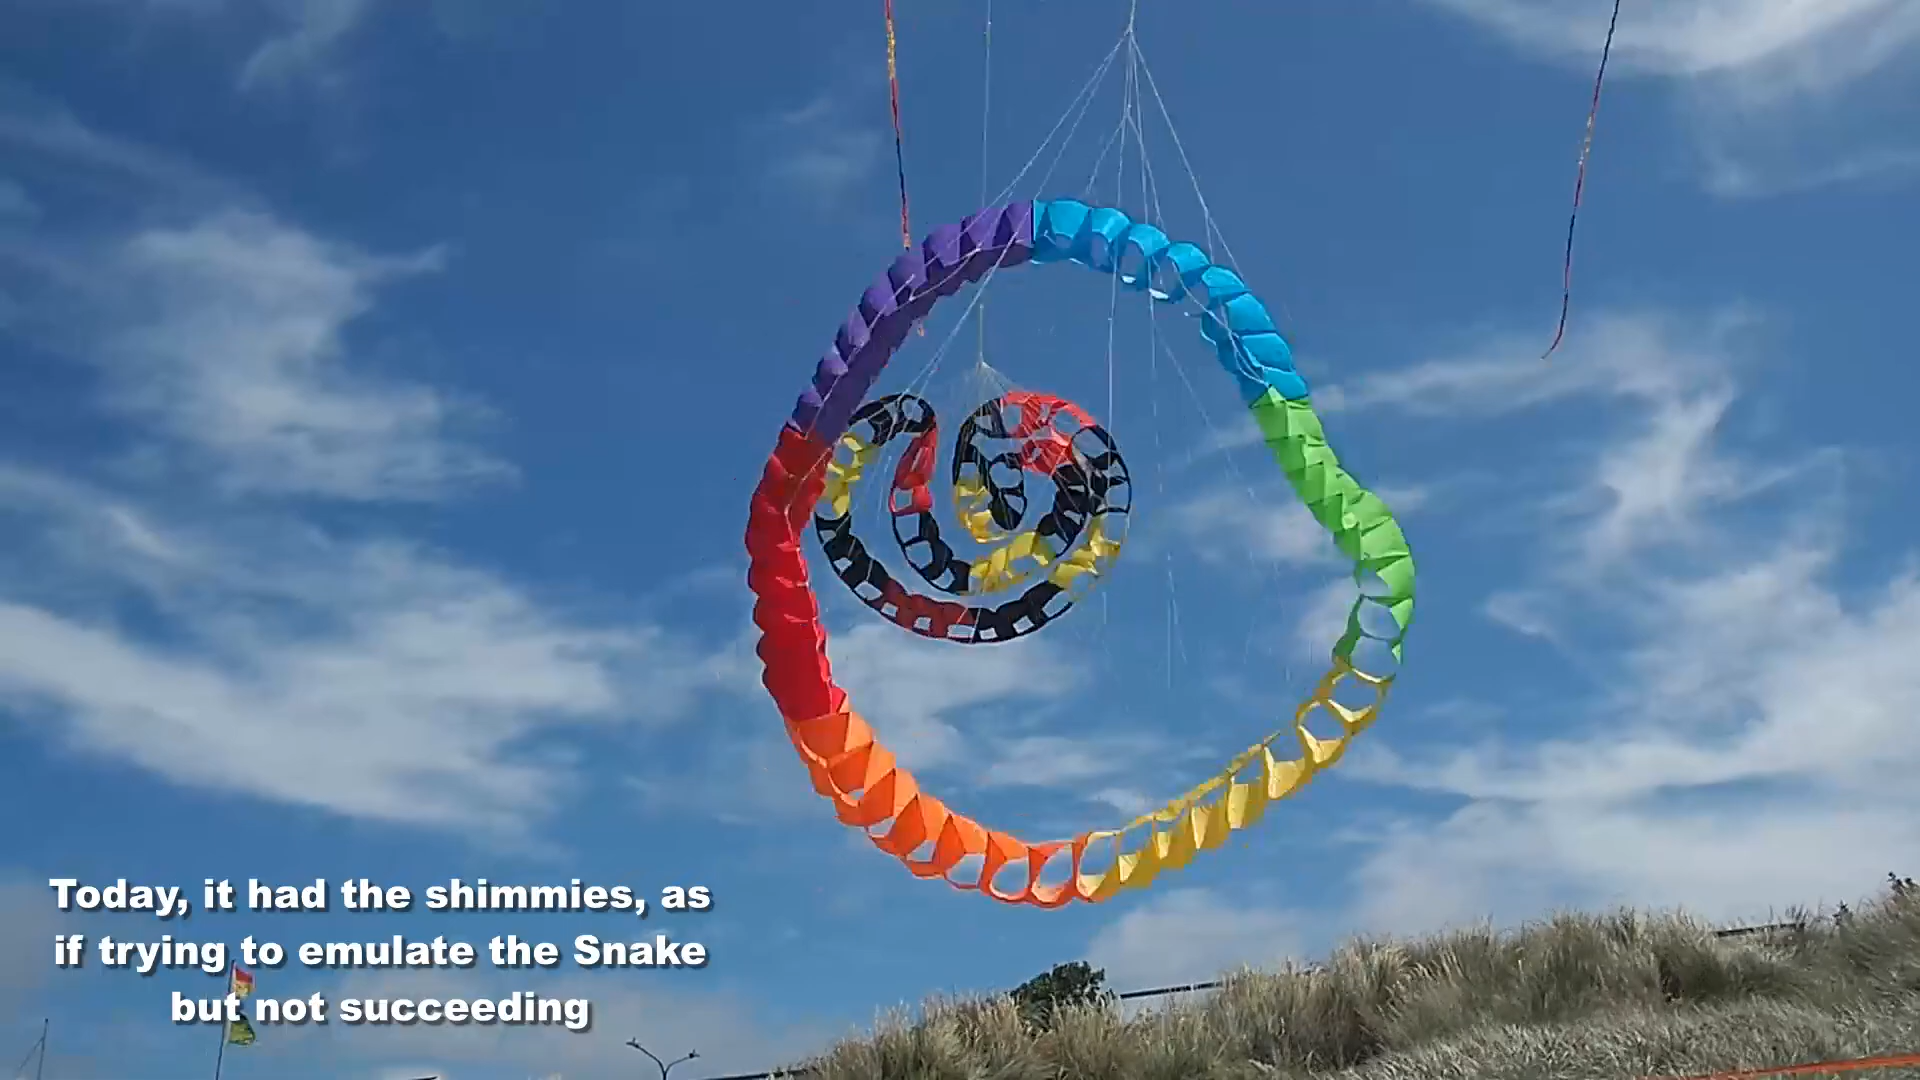 Today, it had the shimmies, as
if trying to emulate the Snake
but not succeeding